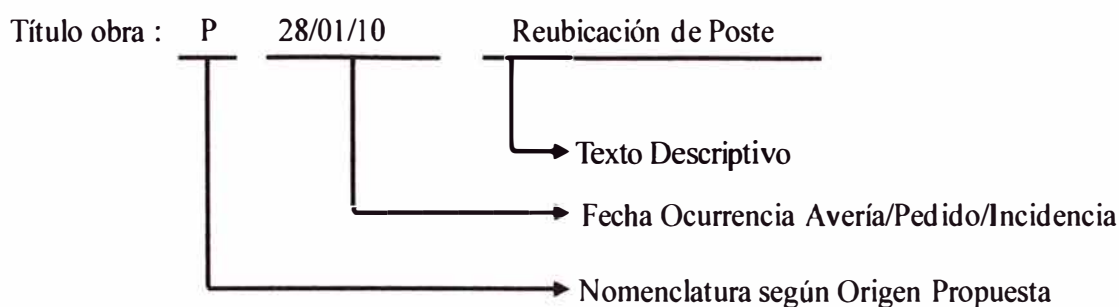 Título obra : P 28/01/10 Reubicación de Poste
Texto Descriptivo
Fecha Ocurrencia Avería/Pedido/Incidencia
Nomenclatura según Origen Propuesta